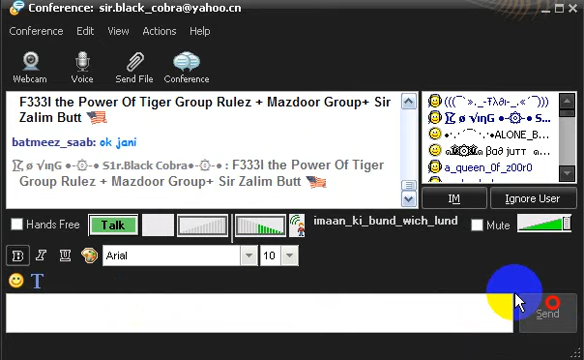 Conference: sir.black_cobra@yahoo.cn
Conference Edit View Actions Help
Webcam Voice Send File Conference
F333l the Power Of Tiger Group Rulez + Mazdoor Group+ Sir
Zalim Butt
batmeez_saab: ok jani
S1r.Black Cobra : F333l the Power Of Tiger
Group Rulez + Mazdoor Group+ Sir Zalim Butt
•ALONE_B...
a_queen_0f_z00r0
IM Ignore User
Hands Free Talk imaan_ki_bund_wich_lund Mute
B I U Arial 10
T
Send